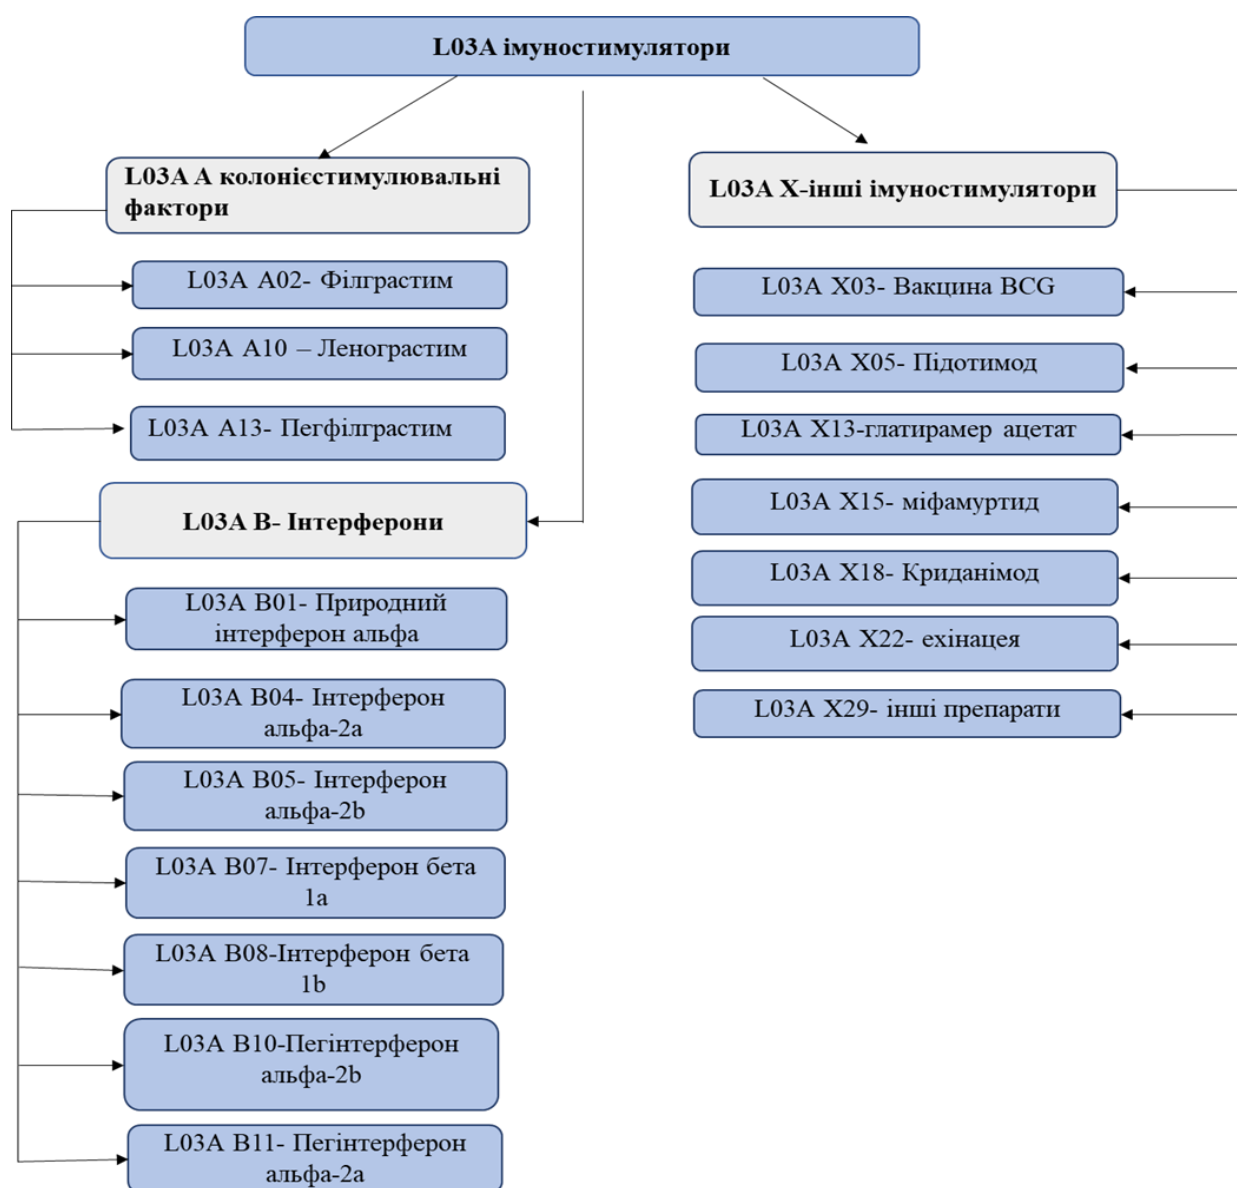 L03A імуностимулятори
L03A A колонієстимулювальні
фактори
L03A A02- Філграстим
L03A A10 – Ленограстим
L03A A13- Пегфілграстим
L03A B- Інтерферони
L03A B01- Природний
інтерферон альфа
L03A B04- Інтерферон
альфа-2a
L03A B05- Інтерферон
альфа-2b
L03A B07- Інтерферон бета
1a
L03A B08-Інтерферон бета
1b
L03A B10-Пегінтерферон
альфа-2b
L03A B11- Пегінтерферон
альфа-2a
L03A X-інші імуностимулятори
L03A X03- Вакцина BCG
L03A X05- Підотимод
L03A X13-глатирамер ацетат
L03A X15- міфамуртид
L03A X18- Криданімод
L03A X22- ехінацея
L03A X29- інші препарати